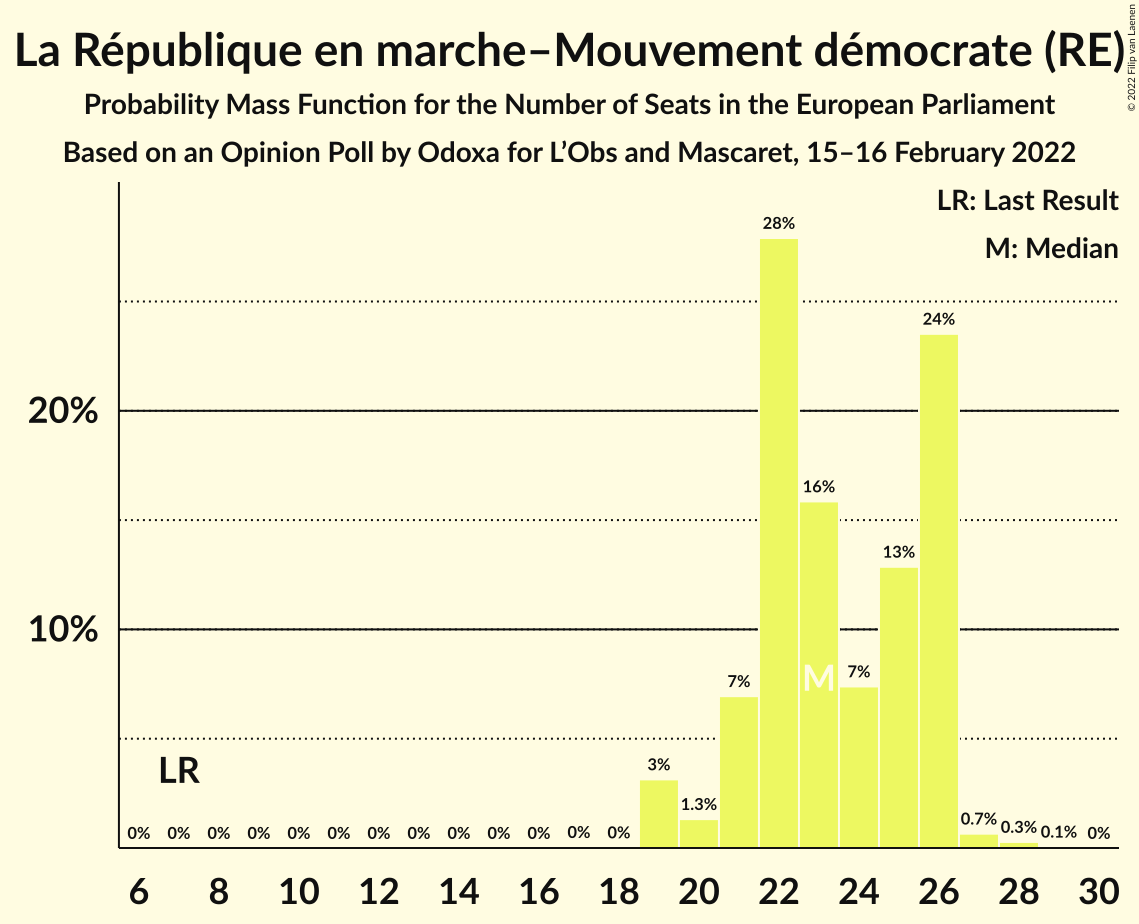 La République en marche–Mouvement démocrate (RE)
© 2022 Filip van Laenen
Probability Mass Function for the Number of Seats in the European Parliament
Based on an Opinion Poll by Odoxa for L’Obs and Mascaret, 15–16 February 2022
LR: Last Result
M: Median
28%
24%
20%
16%
13%
10%
7%
M
7%
LR
3%
1.3%
0% 0% 0% 0% 0% 0% 0% 0% 0% 0% 0% 0% 0%
0.7% 0.3% 0.1% 0%
6 8 10 12 14 16 18 20 22 24 26 28 30